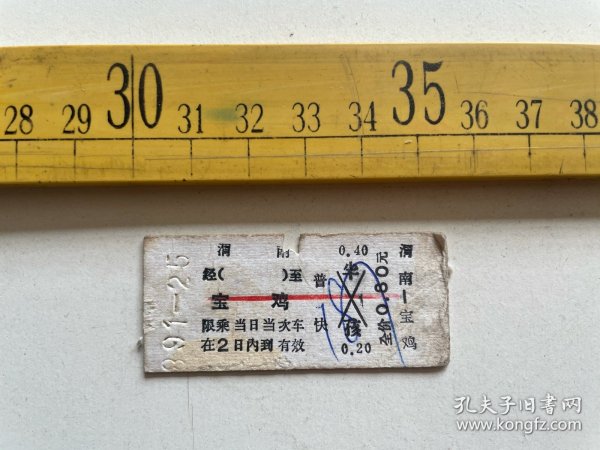 28 29 30 31 32 33 34 35 36 37 38
渭 南
经( )至
宝 鸡
限乘当日当次车
在2日内到有效
普
快
0.40
半
孩
0.20
全价0.80元
渭南—宝鸡
孔夫子旧书网
www.kongfz.com